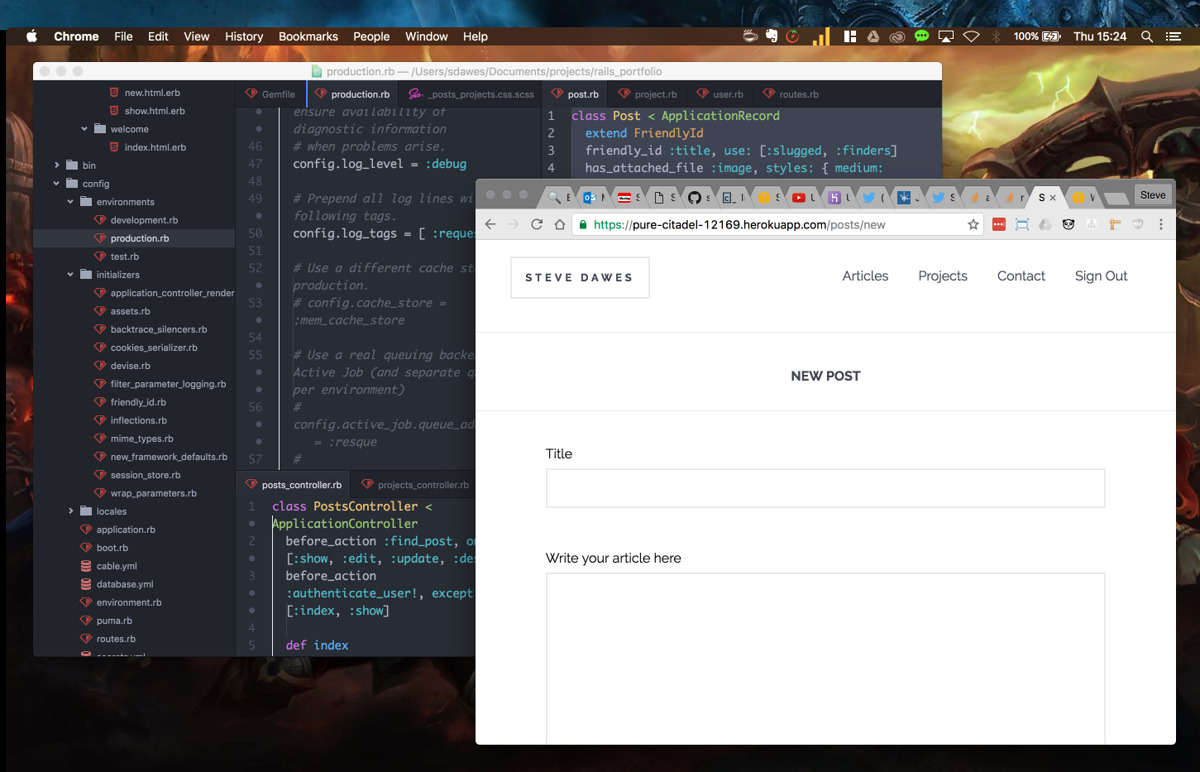 Chrome File Edit View History Bookmarks People Window Help
100% Thu 15:24
production.rb — /Users/sdawes/Documents/projects/rails_portfolio
new.html.erb
show.html.erb
welcome
index.html.erb
bin
config
environments
development.rb
production.rb
test.rb
initializers
application_controller_render
assets.rb
backtrace_silencers.rb
cookies_serializer.rb
devise.rb
filter_parameter_logging.rb
friendly_id.rb
inflections.rb
mime_types.rb
new_framework_defaults.rb
session_store.rb
wrap_parameters.rb
locales
application.rb
boot.rb
cable.yml
database.yml
environment.rb
puma.rb
routes.rb
Gemfile production.rb _posts_projects.css.scss
ensure availability of
diagnostic information
46 # when problems arise.
47 config.log_level = :debug
48
49 # Prepend all log lines wi
following tags.
50 config.log_tags = [ :reque
51
52 # Use a different cache st
production.
53 # config.cache_store =
:mem_cache_store
54
55 # Use a real queuing backe
Active Job (and separate q
per environment)
56 #
config.active_job.queue_ad
= :resque
57 #
post.rb project.rb user.rb routes.rb
1 class Post < ApplicationRecord
2 extend FriendlyId
3 friendly_id :title, use: [:slugged, :finders]
4 has_attached_file :image, styles: { medium:
posts_controller.rb projects_controller.rb
1 class PostsController <
ApplicationController
2 before_action :find_post, on
[:show, :edit, :update, :des
3 before_action
:authenticate_user!, except
[:index, :show]
4
5 def index
Steve
https://pure-citadel-12169.herokuapp.com/posts/new
STEVE DAWES
Articles Projects Contact Sign Out
NEW POST
Title
Write your article here